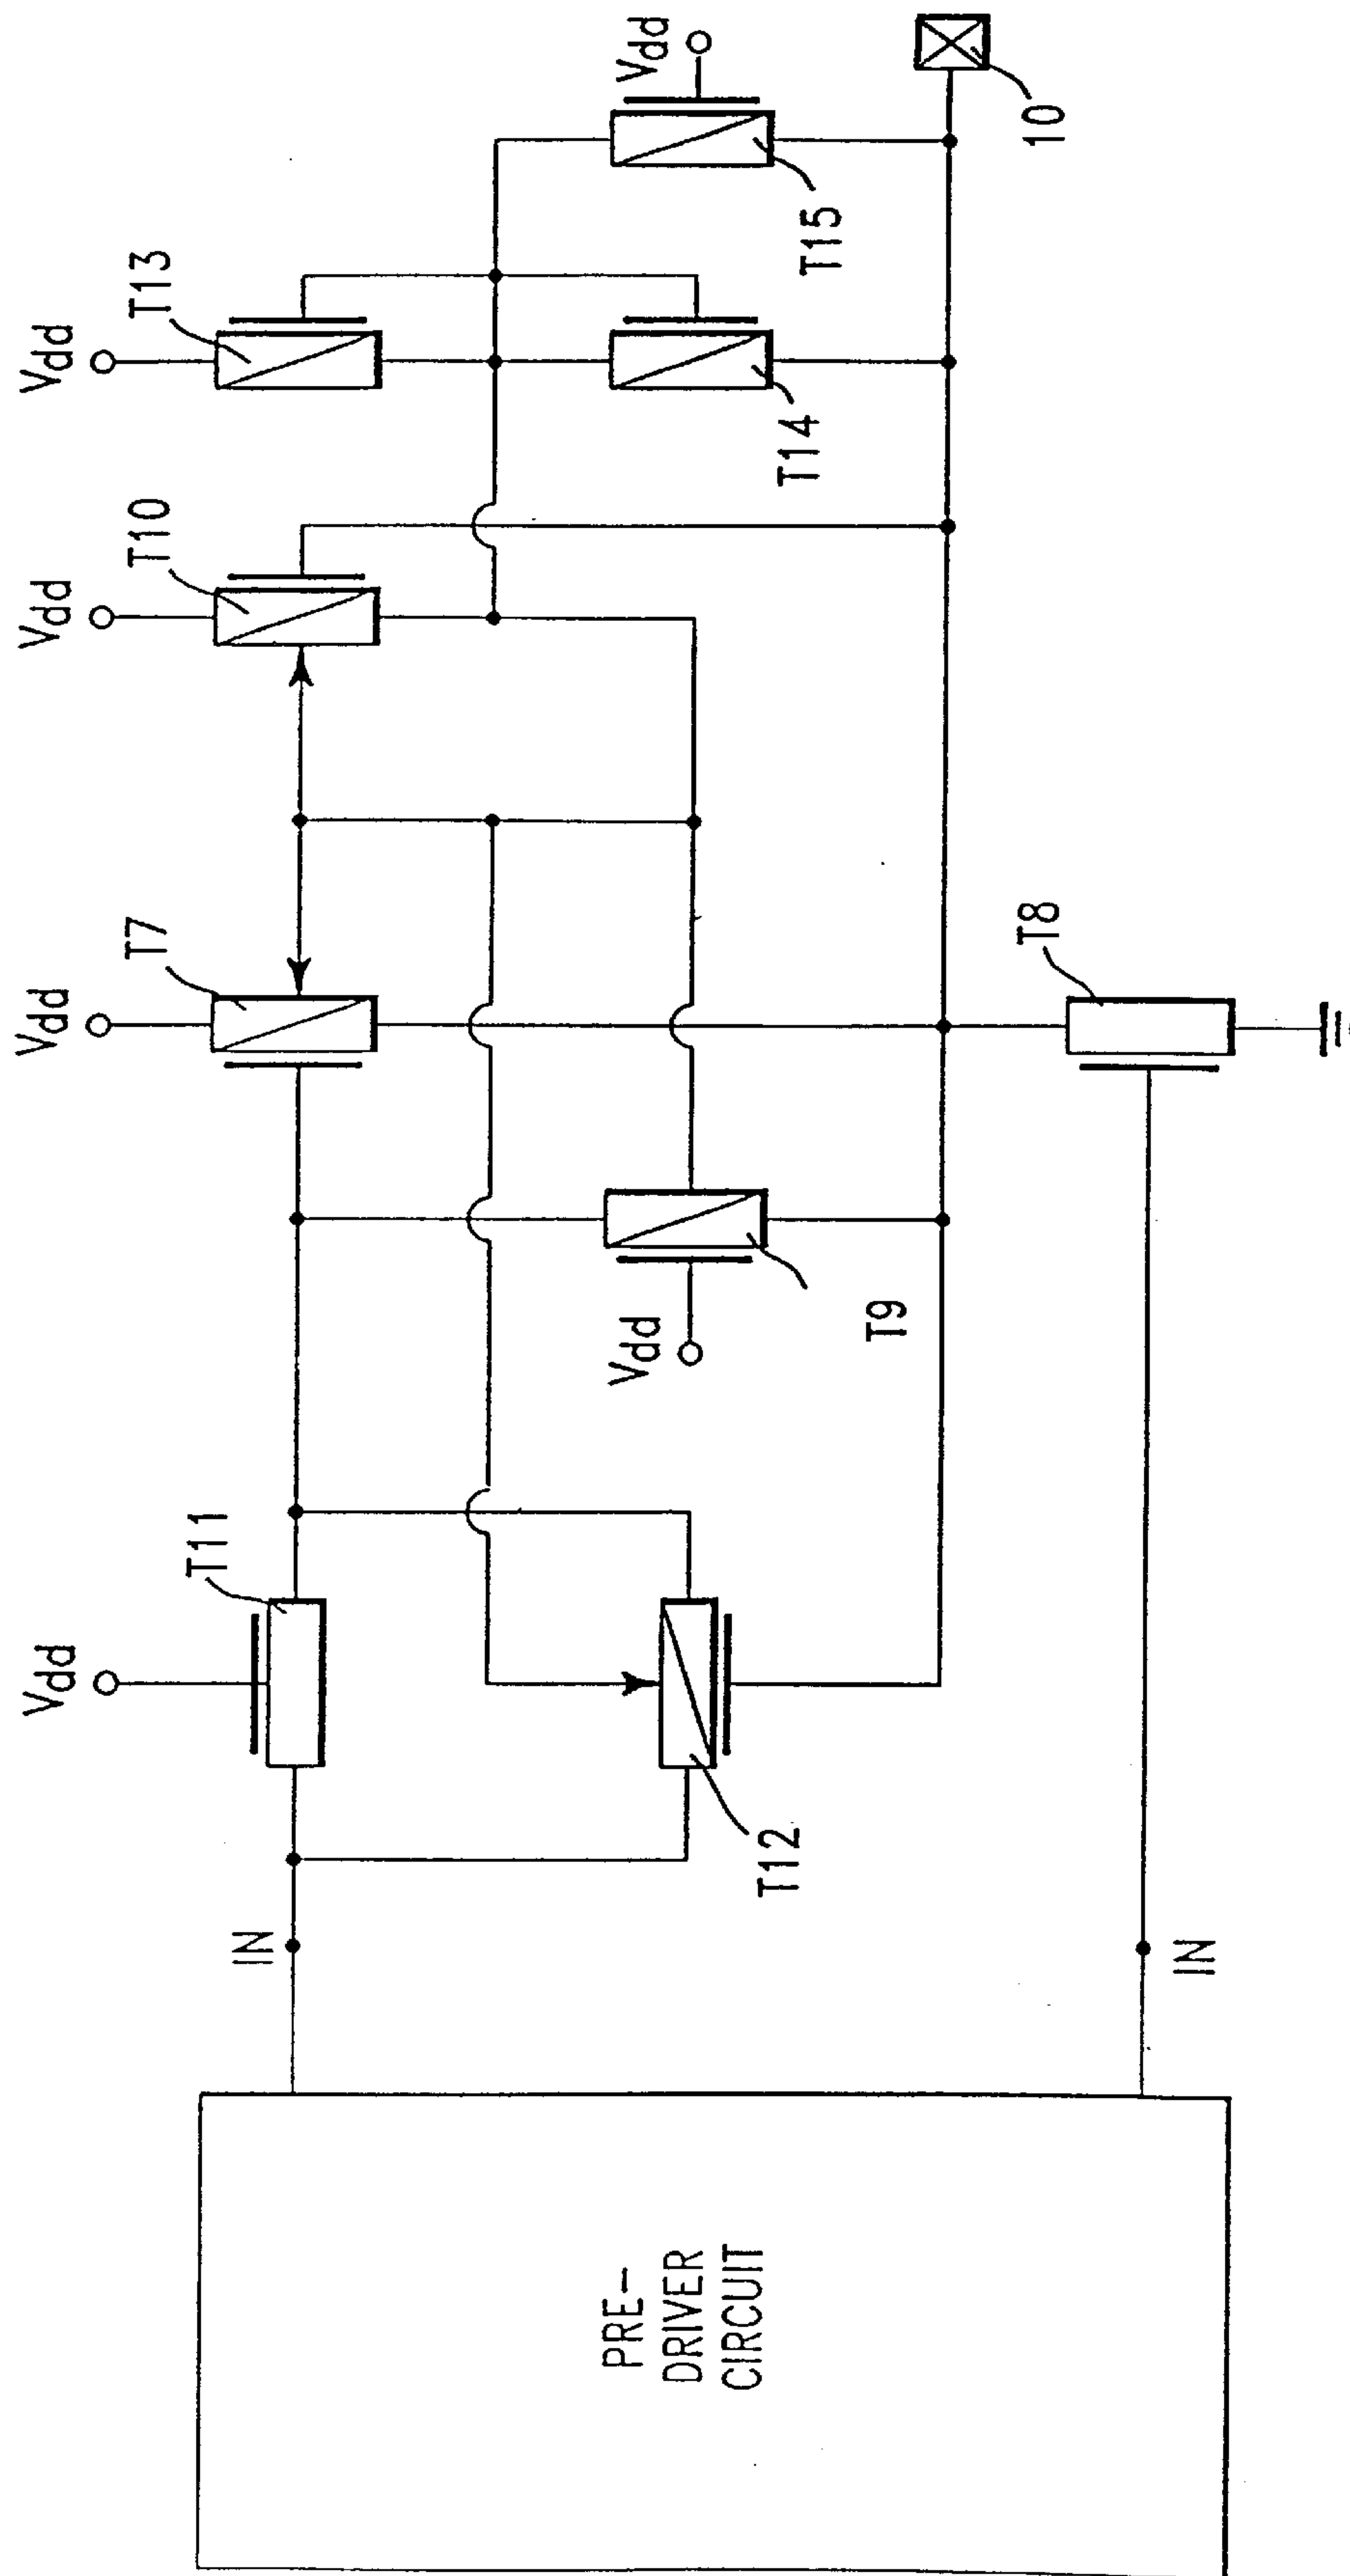 PRE-
DRIVER
CIRCUIT
IN
IN
Vdd
T11
T12
Vdd
T9
Vdd
T7
T8
Vdd
T10
Vdd
T13
T14
T15
Vdd
10